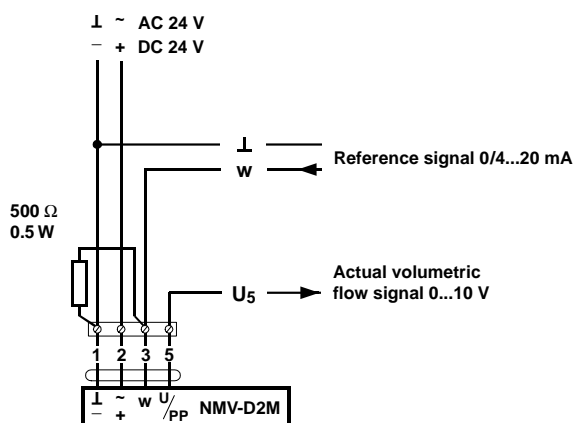 ⊥ ~ AC 24 V
– + DC 24 V
⊥
w
Reference signal 0/4...20 mA
500 Ω
0.5 W
U5
Actual volumetric
flow signal 0...10 V
1 2 3 5
⊥ ~ w U/PP NMV-D2M
– +